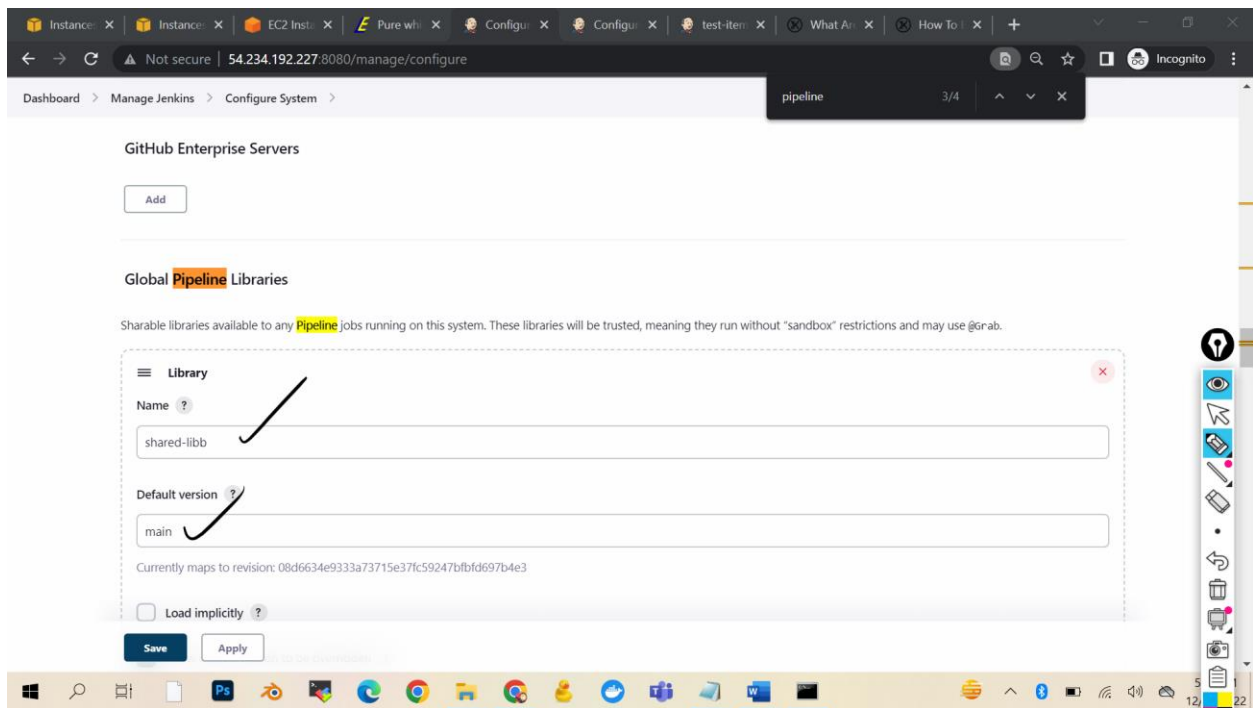 Instance: EC2 Insta Pure whi Configur Configur test-item What Are How To I
Not secure 54.234.192.227:8080/manage/configure Incognito
Dashboard > Manage Jenkins > Configure System >
pipeline 3/4
GitHub Enterprise Servers
Add
Global Pipeline Libraries
Sharable libraries available to any Pipeline jobs running on this system. These libraries will be trusted, meaning they run without "sandbox" restrictions and may use @Grab.
Library
Name ?
shared-libb
Default version ?
main
Currently maps to revision: 08d6634e9333a73715e37fc59247bfbfd697b4e3
Load implicitly ?
Save Apply
Ps